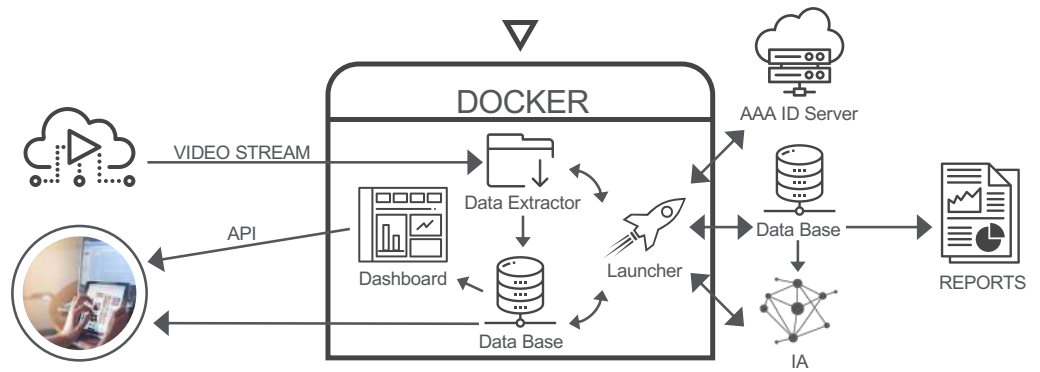 DOCKER
AAA ID Server
VIDEO STREAM
Data Extractor
API
Dashboard
Launcher
Data Base
Data Base
REPORTS
IA